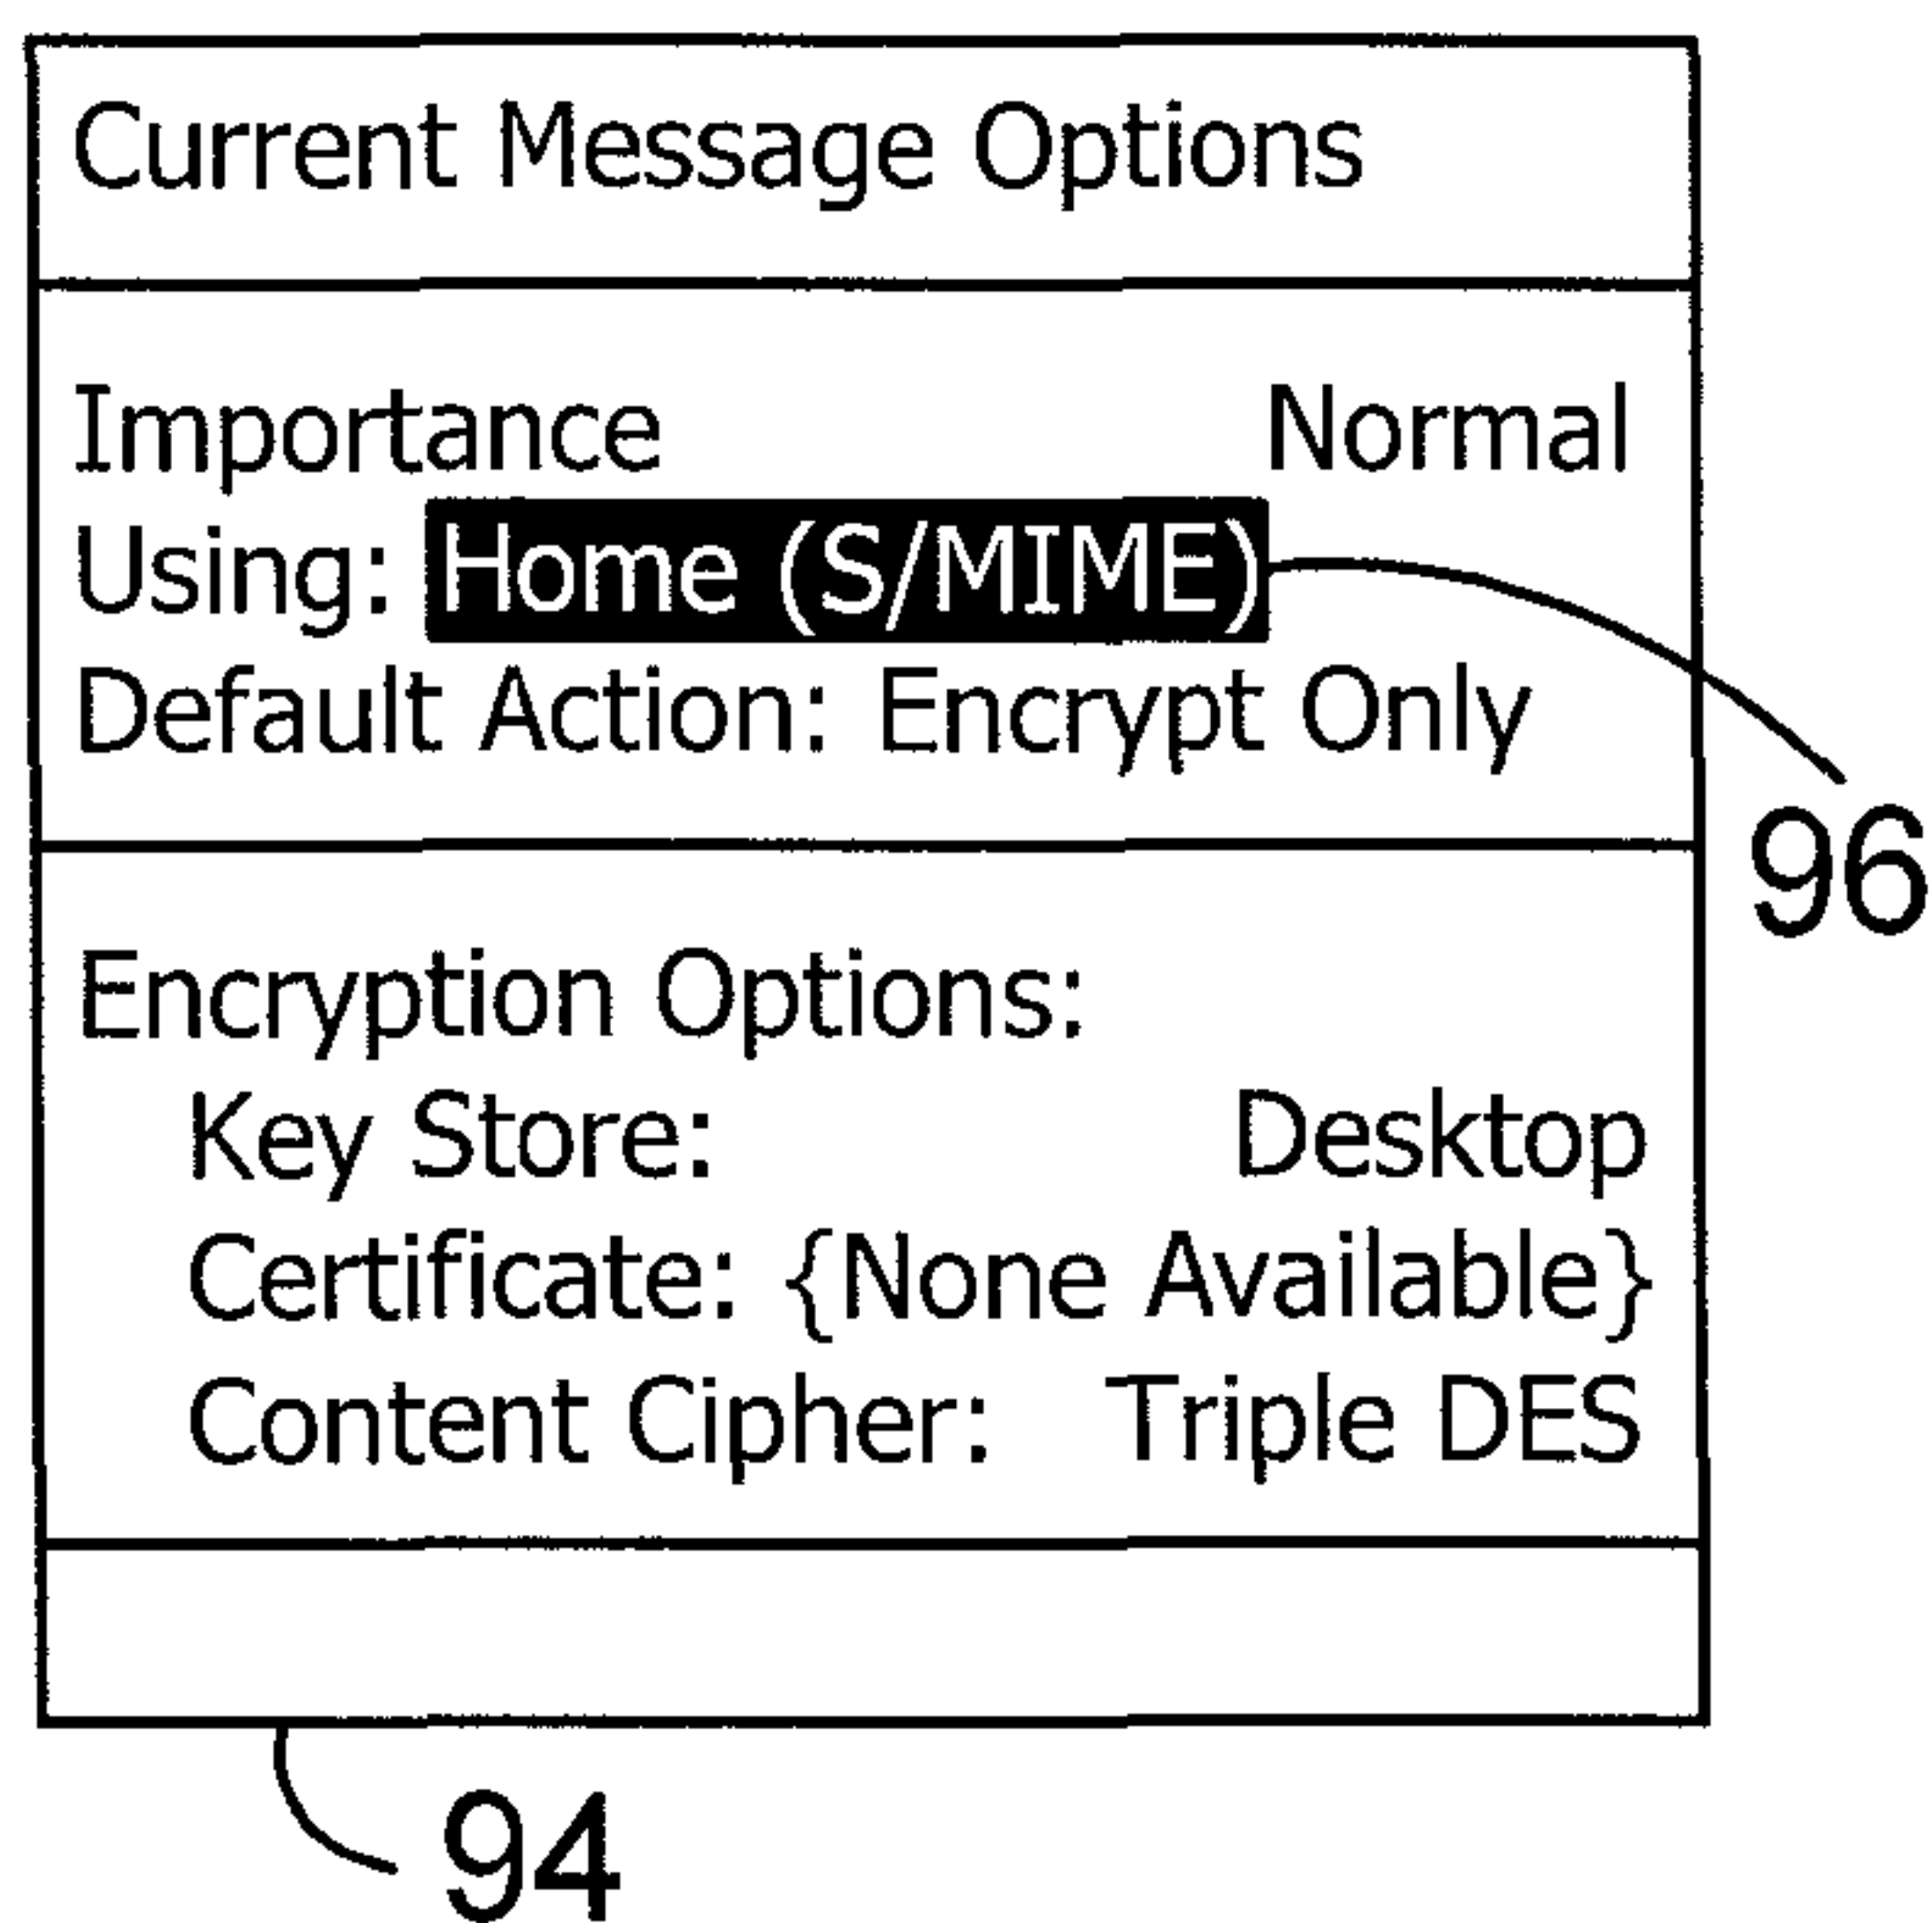 Current Message Options
Importance Normal
Using: Home (S/MIME)
Default Action: Encrypt Only
96
Encryption Options:
Key Store: Desktop
Certificate: {None Available}
Content Cipher: Triple DES
94